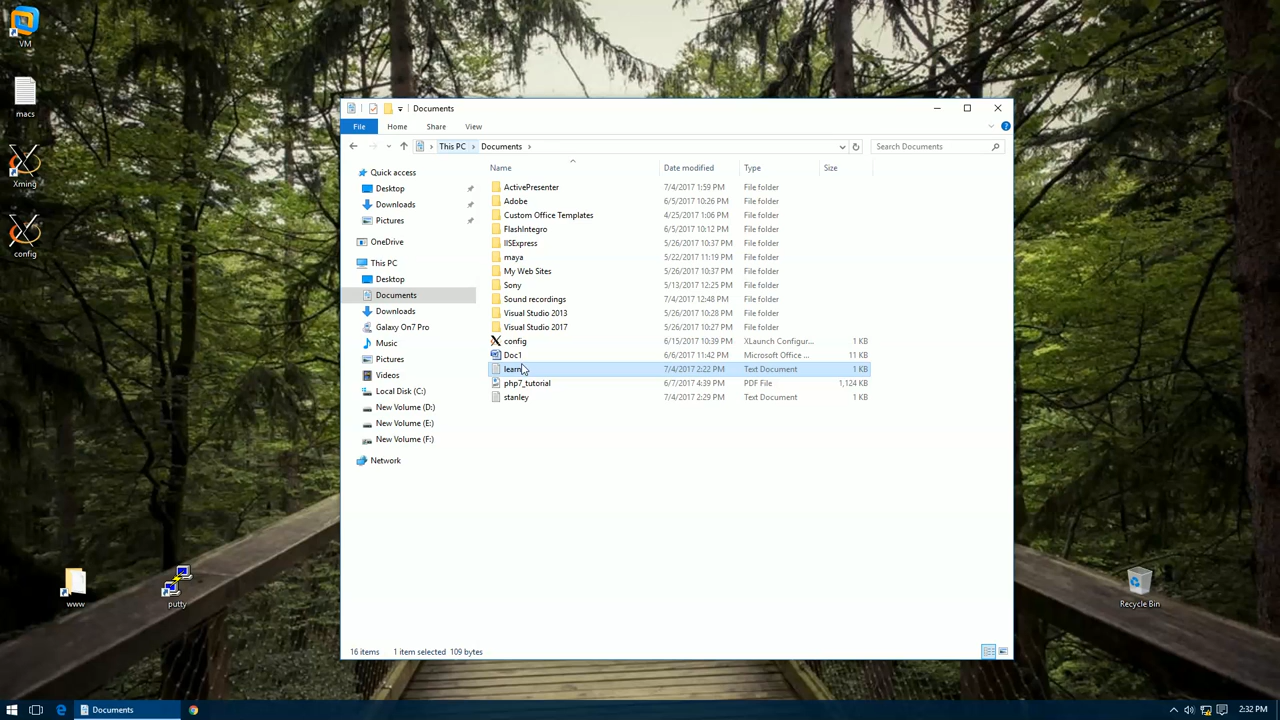 VM
macs
Xming
config
www
putty
Recycle Bin
Documents
File Home Share View
This PC Documents
Search Documents
Name Date modified Type Size
Quick access
Desktop
Downloads
Pictures
OneDrive
This PC
Desktop
Documents
Downloads
Galaxy On7 Pro
Music
Pictures
Videos
Local Disk (C:)
New Volume (D:)
New Volume (E:)
New Volume (F:)
Network
ActivePresenter 7/4/2017 1:59 PM File folder
Adobe 6/5/2017 10:26 PM File folder
Custom Office Templates 4/25/2017 1:06 PM File folder
FlashIntegro 6/5/2017 10:12 PM File folder
IISExpress 5/26/2017 10:37 PM File folder
maya 5/22/2017 11:19 PM File folder
My Web Sites 5/26/2017 10:37 PM File folder
Sony 5/13/2017 12:25 PM File folder
Sound recordings 7/4/2017 12:48 PM File folder
Visual Studio 2013 5/26/2017 10:28 PM File folder
Visual Studio 2017 5/26/2017 10:27 PM File folder
config 6/15/2017 10:39 PM XLaunch Configur... 1 KB
Doc1 6/6/2017 11:42 PM Microsoft Office ... 11 KB
learn 7/4/2017 2:22 PM Text Document 1 KB
php7_tutorial 6/7/2017 4:39 PM PDF File 1,124 KB
stanley 7/4/2017 2:29 PM Text Document 1 KB
16 items 1 item selected 109 bytes
Documents
2:32 PM